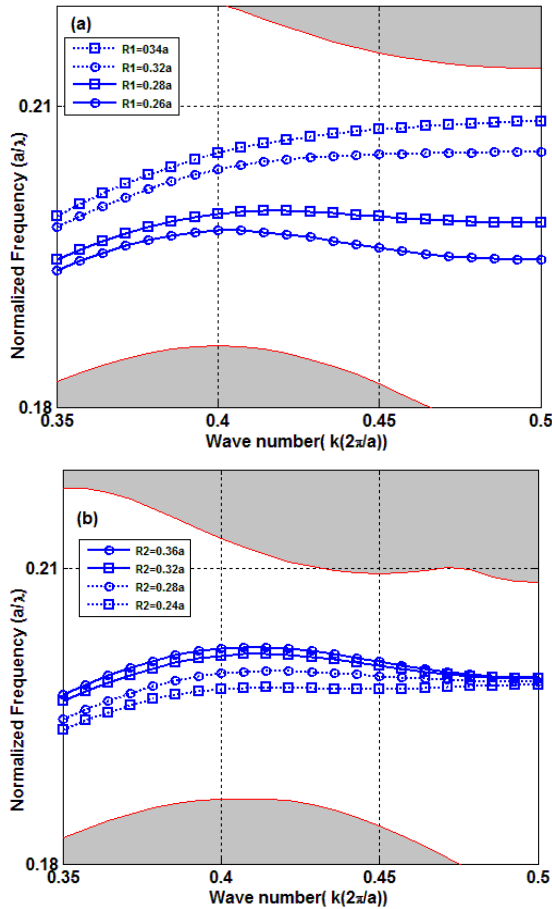 (a)
R1=034a
R1=0.32a
R1=0.28a
R1=0.26a
0.21
Normalized Frequency (a/λ)
0.18
0.35
0.4
0.45
0.5
Wave number( k(2π/a))
(b)
R2=0.36a
R2=0.32a
R2=0.28a
R2=0.24a
0.21
Normalized Frequency (a/λ)
0.18
0.35
0.4
0.45
0.5
Wave number( k(2π/a))